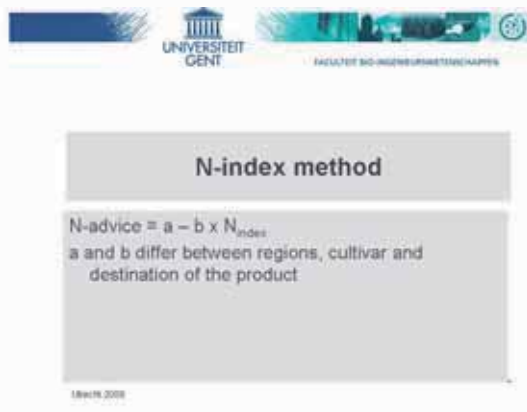 UNIVERSITEIT
GENT
FACULTEIT BIO-INGENIEURSWETENSCHAPPEN
N-index method
N-advice = a – b x Nindex
a and b differ between regions, cultivar and
destination of the product
Utrecht 2009